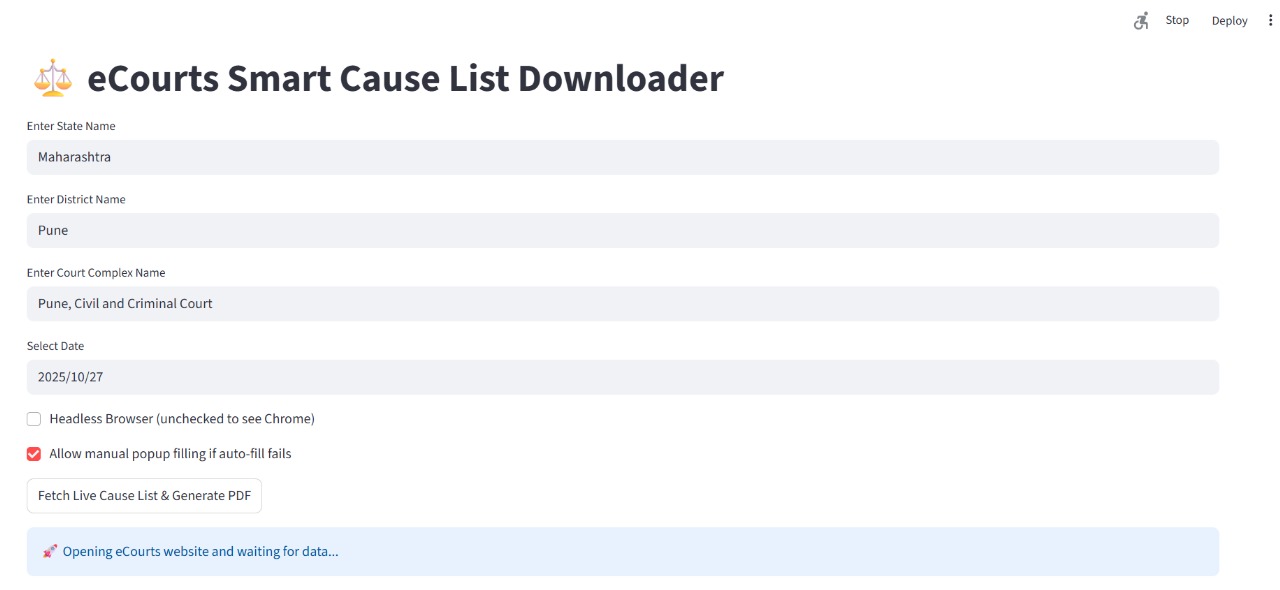 Stop Deploy
eCourts Smart Cause List Downloader
Enter State Name
Maharashtra
Enter District Name
Pune
Enter Court Complex Name
Pune, Civil and Criminal Court
Select Date
2025/10/27
Headless Browser (unchecked to see Chrome)
Allow manual popup filling if auto-fill fails
Fetch Live Cause List & Generate PDF
🚀 Opening eCourts website and waiting for data...